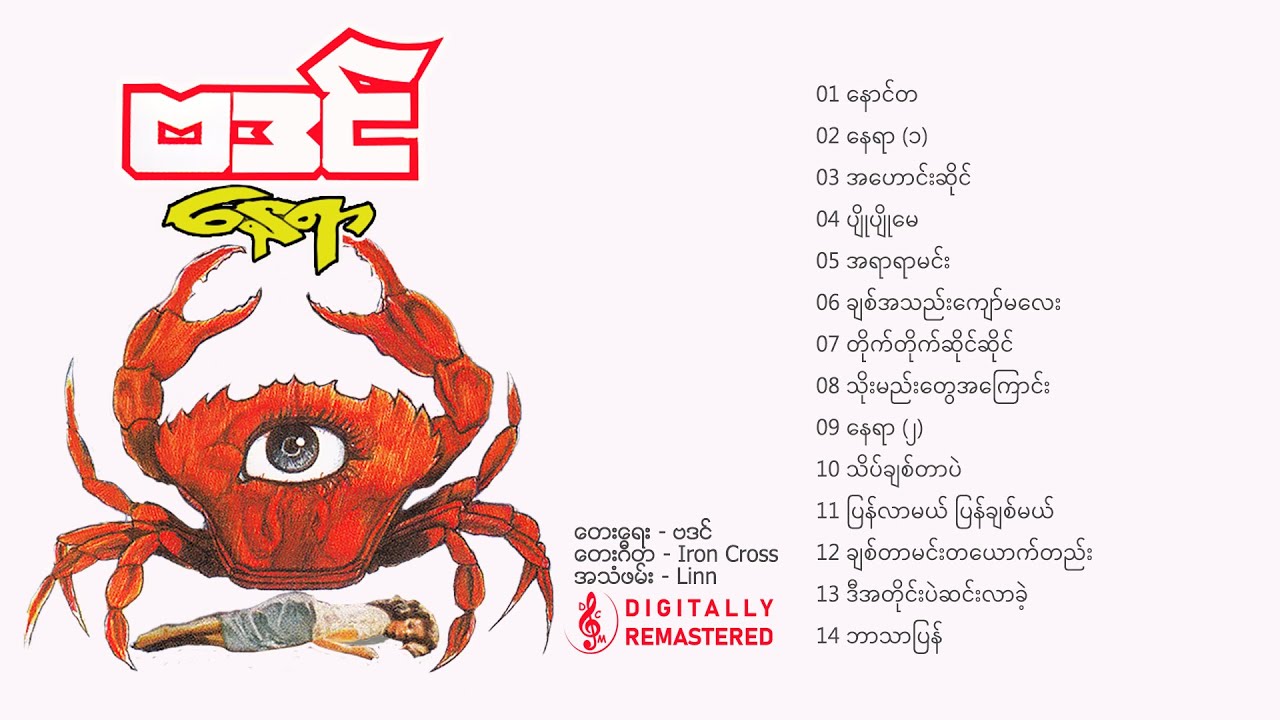 ဗဒင်
နေရာ
01 နောင်တ
02 နေရာ (၁)
03 အဟောင်းဆိုင်
04 ပျိုပျိုမေ
05 အရာရာမင်း
06 ချစ်အသည်းကျော်မလေး
07 တိုက်တိုက်ဆိုင်ဆိုင်
08 သိုးမည်းတွေအကြောင်း
09 နေရာ (၂)
10 သိပ်ချစ်တာပဲ
11 ပြန်လာမယ် ပြန်ချစ်မယ်
12 ချစ်တာမင်းတယောက်တည်း
13 ဒီအတိုင်းပဲဆင်းလာခဲ့
14 ဘာသာပြန်
တေးရေး - ဗဒင်
တေးဂီတ - Iron Cross
အသံဖမ်း - Linn
DCM
DIGITALLY
REMASTERED